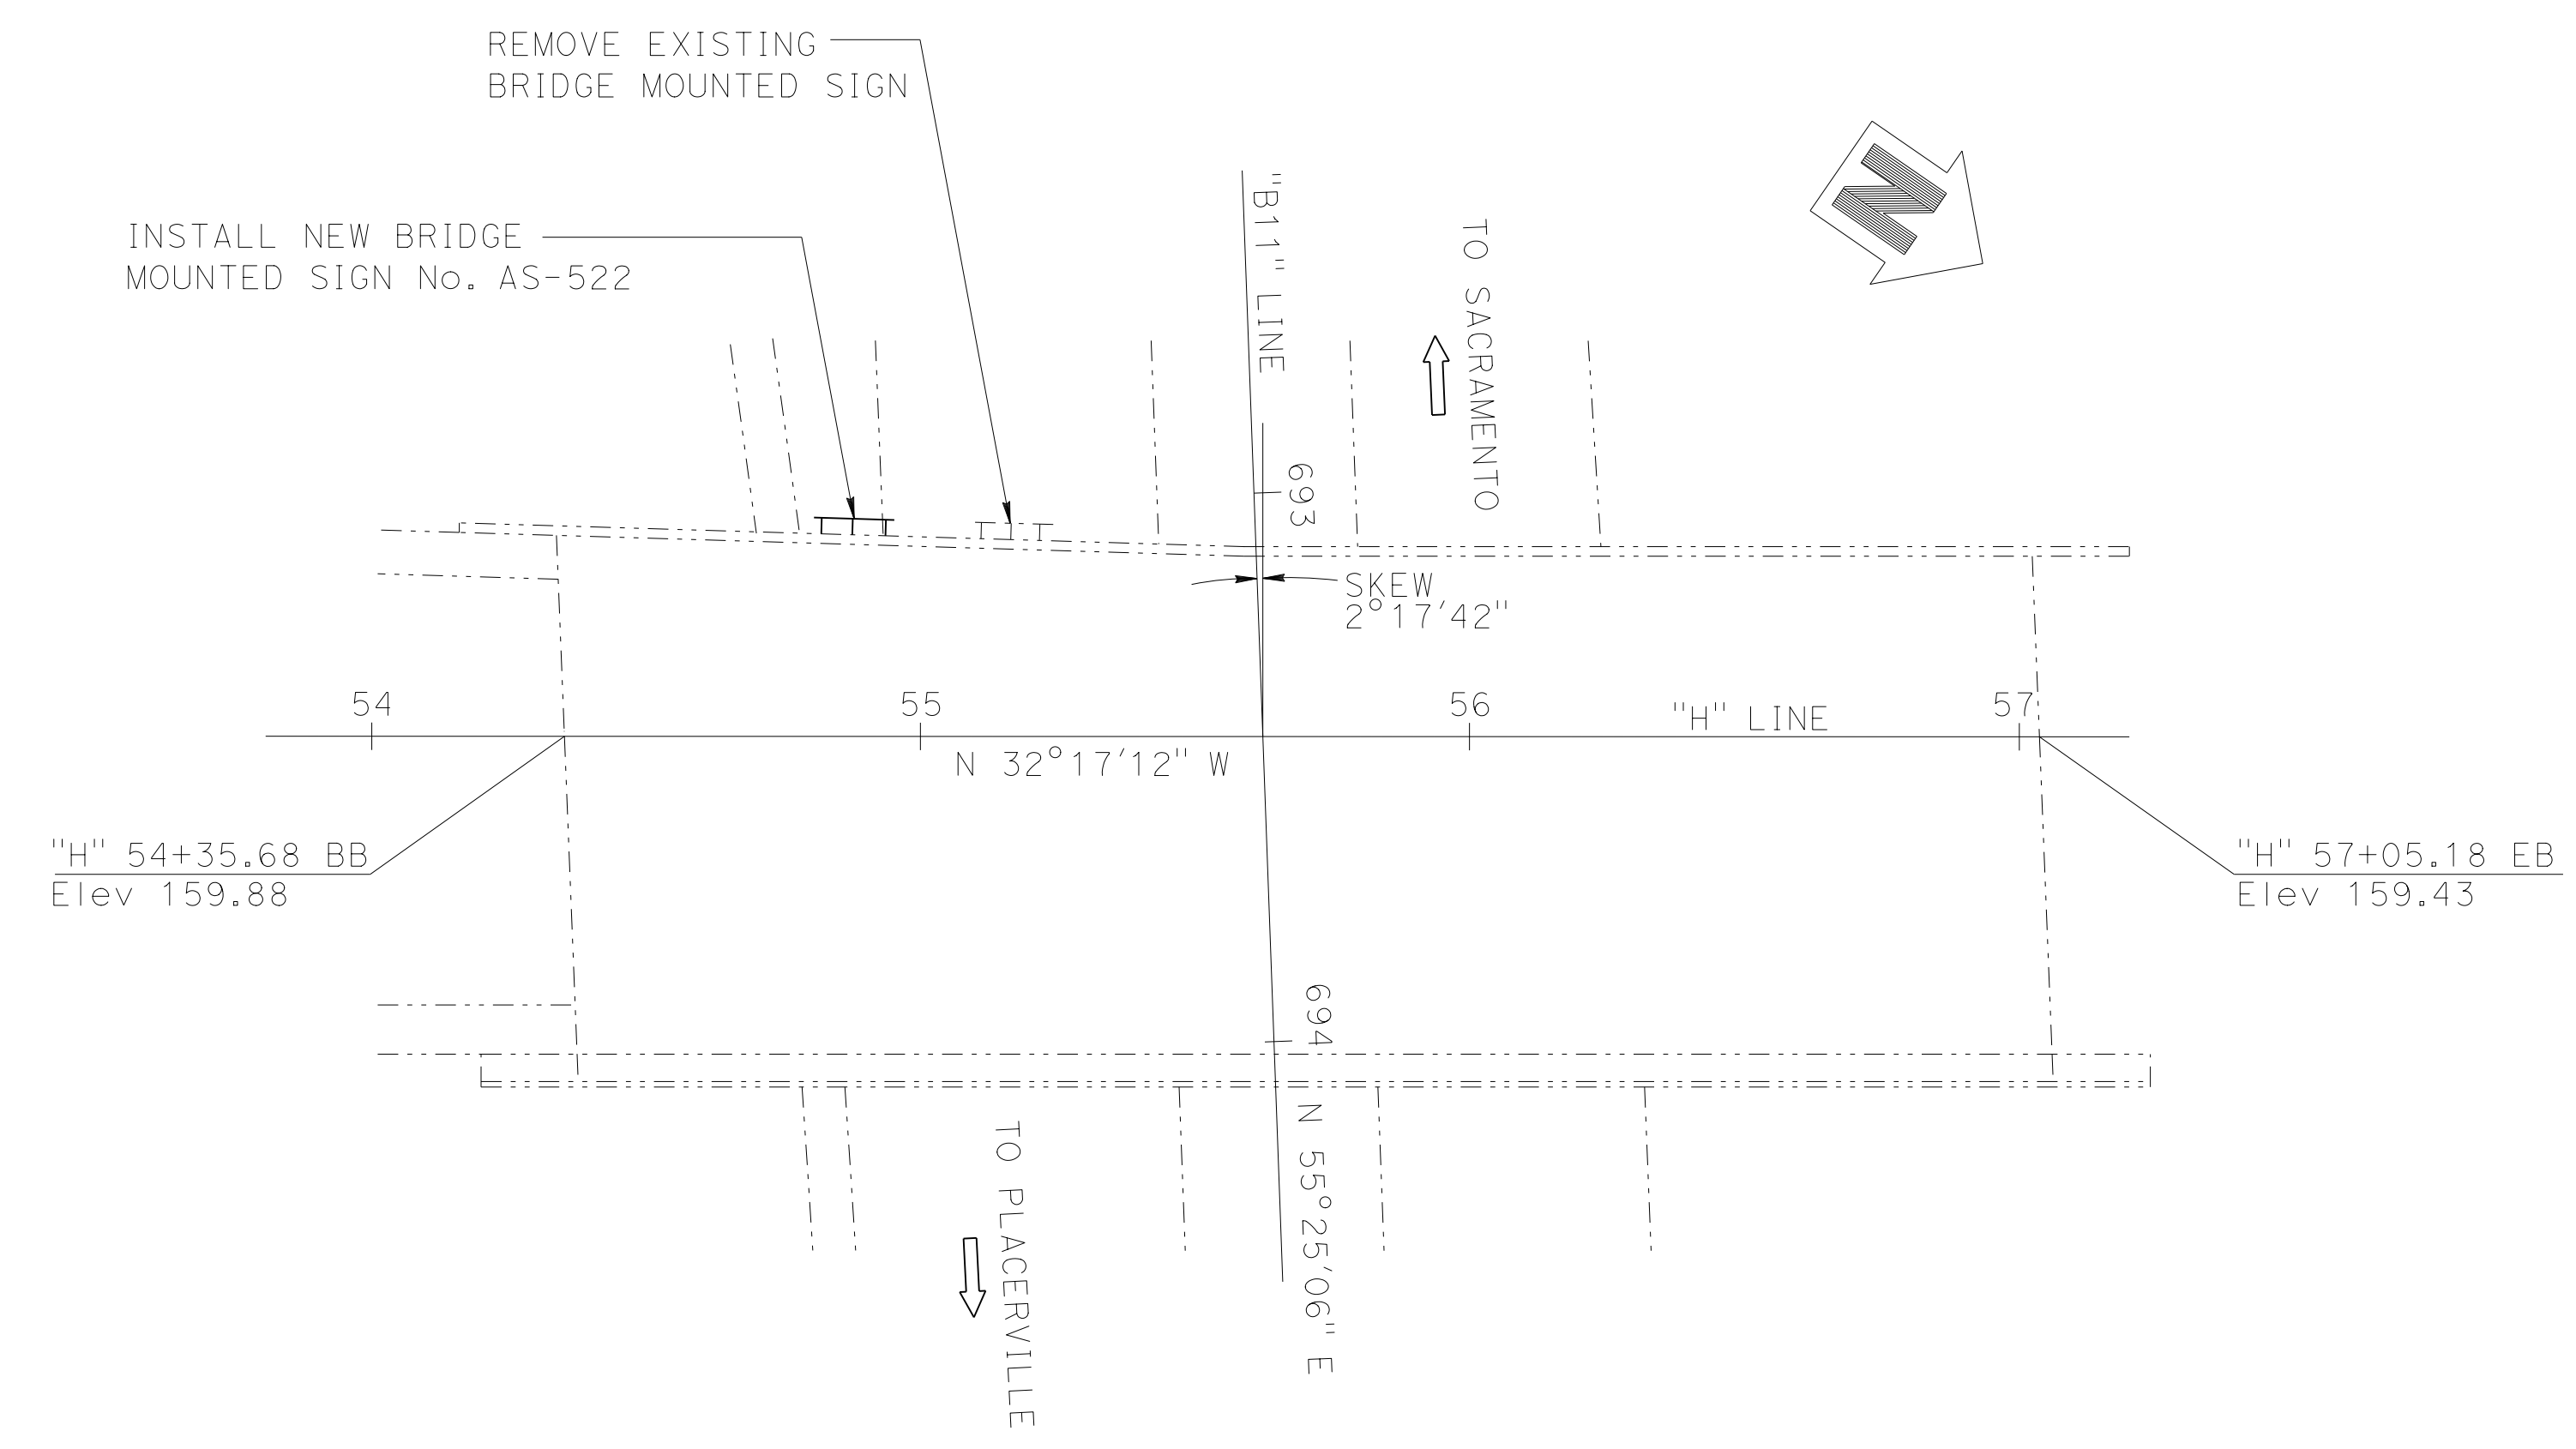 REMOVE EXISTING
BRIDGE MOUNTED SIGN
INSTALL NEW BRIDGE
MOUNTED SIGN No. AS-522
"B11" LINE
TO SACRAMENTO
N
693
SKEW
2°17'42"
54
55
56
57
"H" LINE
N 32°17'12" W
"H" 54+35.68 BB
Elev 159.88
"H" 57+05.18 EB
Elev 159.43
694
N 55°25'06" E
TO PLACERVILLE